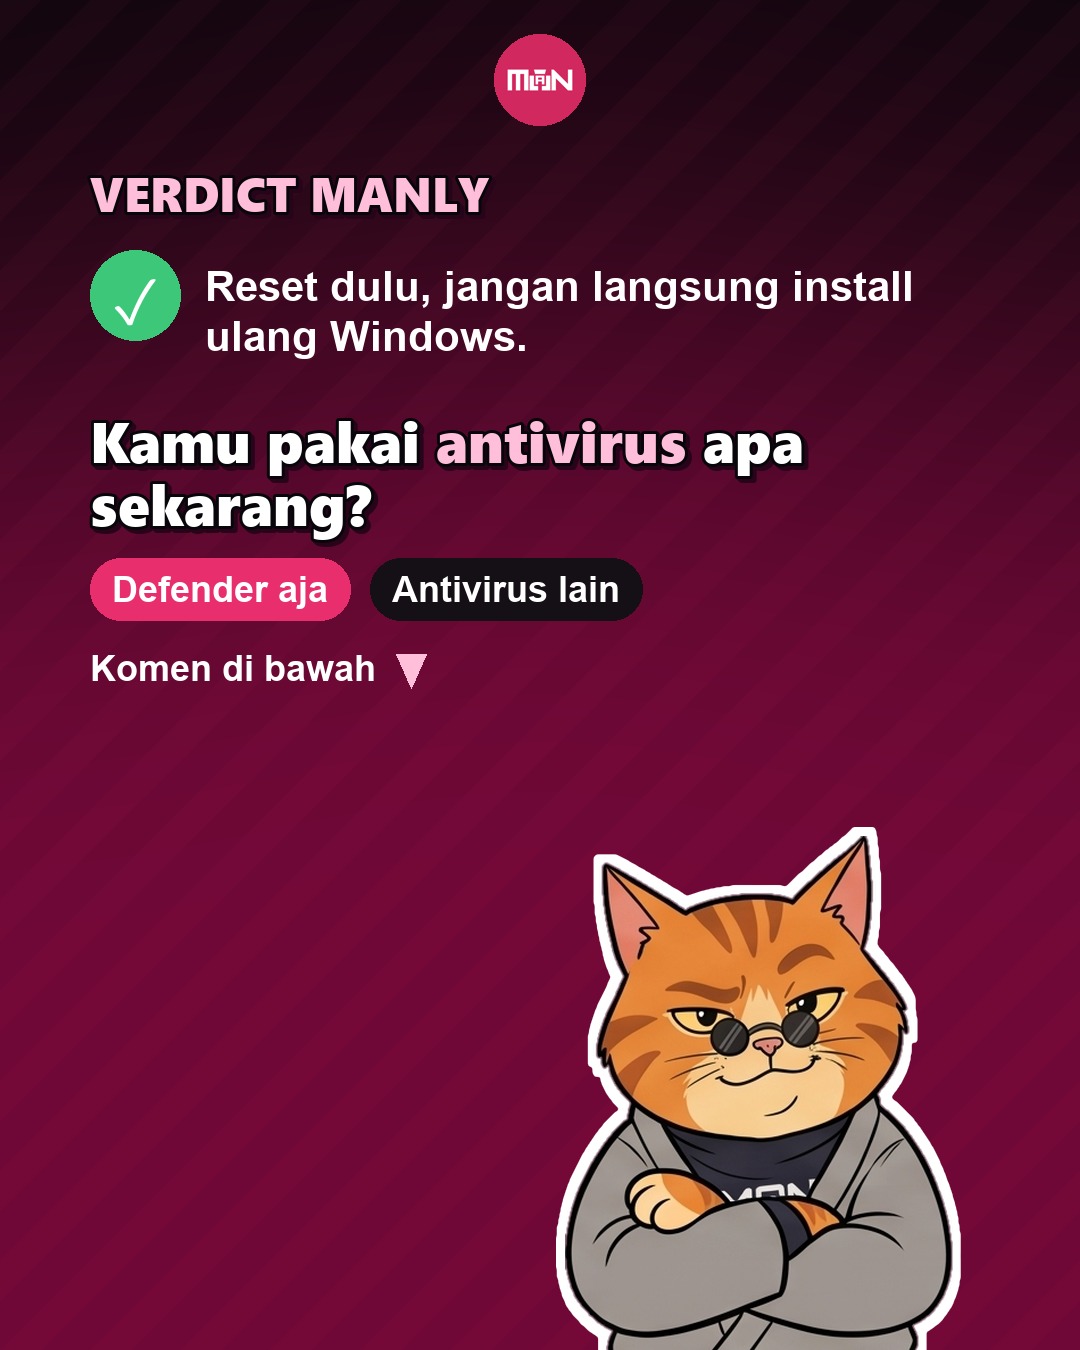 VERDICT MANLY
Reset dulu, jangan langsung install
ulang Windows.
Kamu pakai antivirus apa
sekarang?
Defender aja
Antivirus lain
Komen di bawah